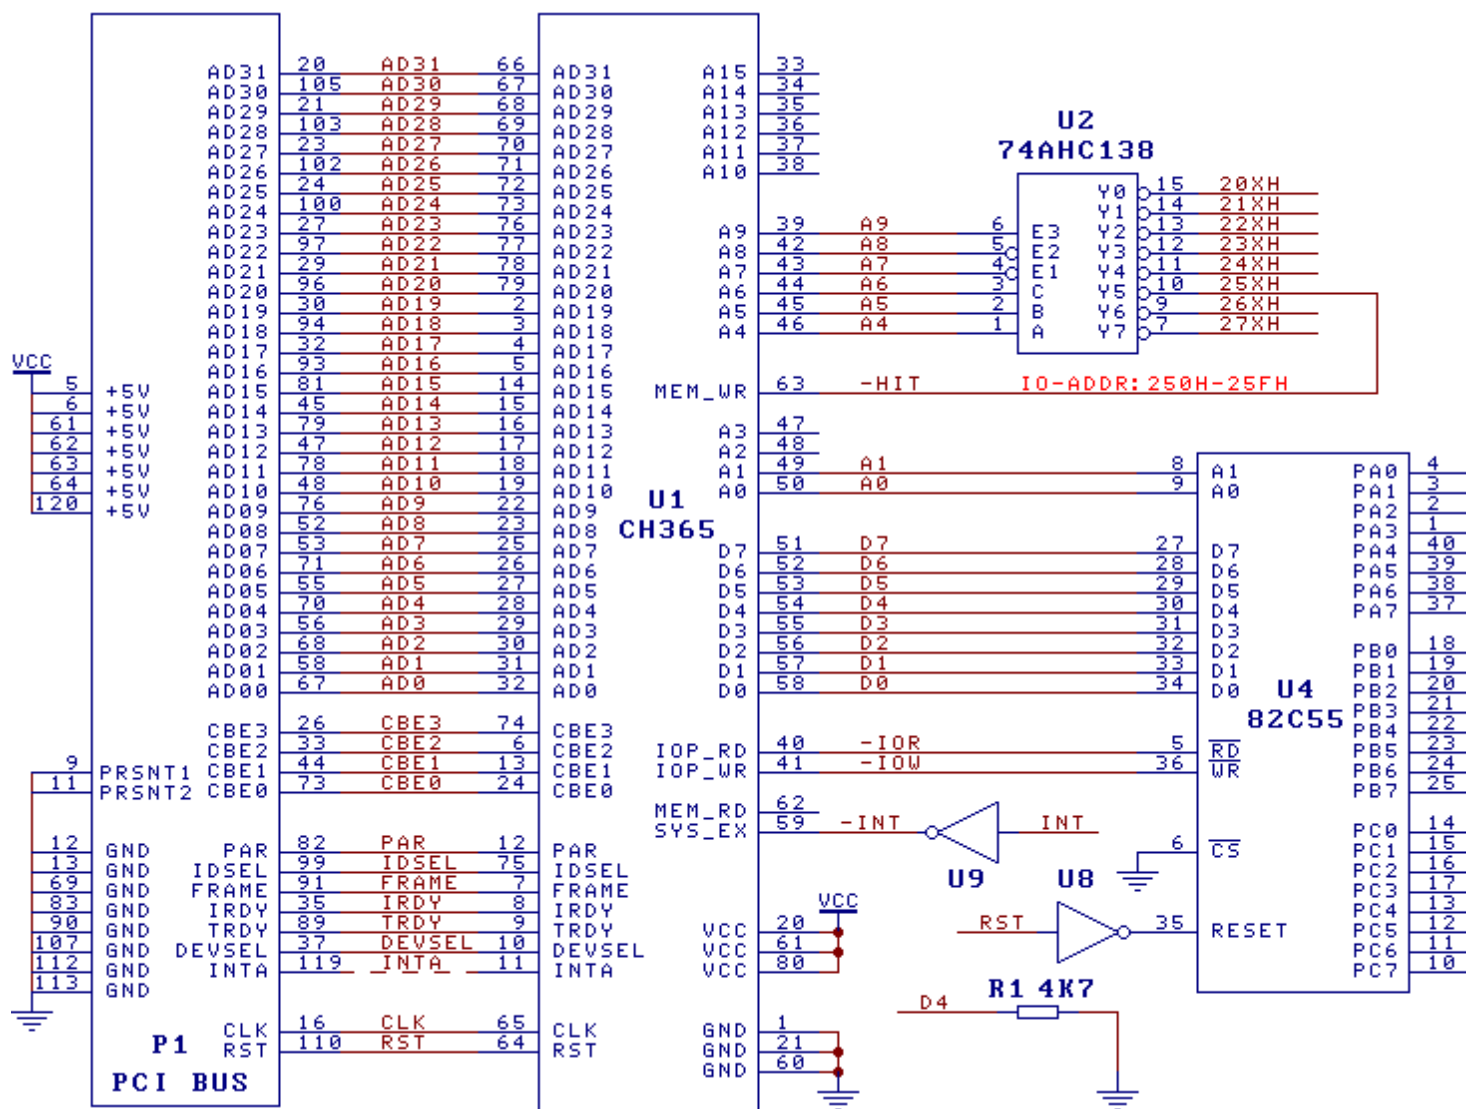 AD31 20 AD31 66 AD31 A15 33
AD30 105 AD30 67 AD30 A14 34
AD29 21 AD29 68 AD29 A13 35
AD28 103 AD28 69 AD28 A12 36 U2
AD27 23 AD27 70 AD27 A11 37 74AHC138
AD26 102 AD26 71 AD26 A10 38
AD25 24 AD25 72 AD25 Y0 15 20XH
AD24 100 AD24 73 AD24 Y1 14 21XH
AD23 27 AD23 76 AD23 A9 39 A9 6 E3 Y2 13 22XH
AD22 97 AD22 77 AD22 A8 42 A8 5 E2 Y3 12 23XH
AD21 29 AD21 78 AD21 A7 43 A7 4 E1 Y4 11 24XH
AD20 96 AD20 79 AD20 A6 44 A6 3 C Y5 10 25XH
AD19 30 AD19 2 AD19 A5 45 A5 2 B Y6 9 26XH
AD18 94 AD18 3 AD18 A4 46 A4 1 A Y7 7 27XH
AD17 32 AD17 4 AD17
VCC AD16 93 AD16 5 AD16
5 +5V AD15 81 AD15 14 AD15 MEM_WR 63 -HIT IO-ADDR:250H-25FH
6 +5V AD14 45 AD14 15 AD14
61 +5V AD13 79 AD13 16 AD13 A3 47
62 +5V AD12 47 AD12 17 AD12 A2 48
63 +5V AD11 78 AD11 18 AD11 A1 49 A1 8 A1 PA0 4
64 +5V AD10 48 AD10 19 AD10 A0 50 A0 9 A0 PA1 3
120 +5V AD09 76 AD9 22 AD9 U1 PA2 2
AD08 52 AD8 23 AD8 CH365 PA3 1
AD07 53 AD7 25 AD7 D7 51 D7 27 D7 PA4 40
AD06 71 AD6 26 AD6 D6 52 D6 28 D6 PA5 39
AD05 55 AD5 27 AD5 D5 53 D5 29 D5 PA6 38
AD04 70 AD4 28 AD4 D4 54 D4 30 D4 PA7 37
AD03 56 AD3 29 AD3 D3 55 D3 31 D3
AD02 68 AD2 30 AD2 D2 56 D2 32 D2 PB0 18
AD01 58 AD1 31 AD1 D1 57 D1 33 D1 PB1 19
AD00 67 AD0 32 AD0 D0 58 D0 34 D0 U4 PB2 20
CBE3 26 CBE3 74 CBE3 82C55 PB3 21
CBE2 33 CBE2 6 CBE2 IOP_RD 40 -IOR 5 RD PB4 22
PB5 23
9 PRSNT1 CBE1 44 CBE1 13 CBE1 IOP_WR 41 -IOW 36 WR PB6 24
11 PRSNT2 CBE0 73 CBE0 24 CBE0 PB7 25
MEM_RD 62
SYS_EX 59 -INT INT PC0 14
12 GND PAR 82 PAR 12 PAR 6 CS PC1 15
13 GND IDSEL 99 IDSEL 75 IDSEL U9 U8 PC2 16
69 GND FRAME 91 FRAME 7 FRAME PC3 17
83 GND IRDY 35 IRDY 8 IRDY VCC PC4 13
90 GND TRDY 89 TRDY 9 TRDY VCC 20 RST 35 RESET PC5 12
107 GND DEVSEL 37 DEVSEL 10 DEVSEL VCC 61 PC6 11
112 GND INTA 119 INTA 11 INTA VCC 80 PC7 10
113 GND R1 4K7
D4
CLK 16 CLK 65 CLK GND 1
P1 RST 110 RST 64 RST GND 21
GND 60
PCI BUS